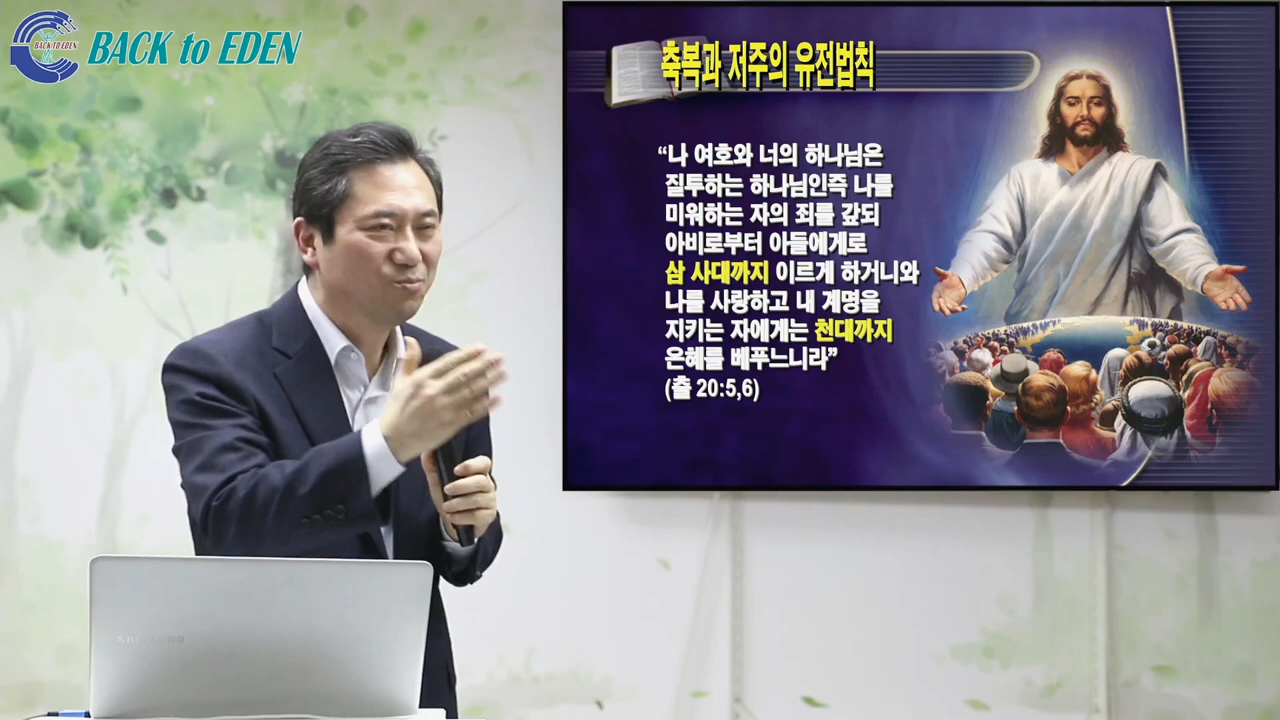 BACK TO EDEN
BACK to EDEN
축복과 저주의 유전법칙
“나 여호와 너의 하나님은
질투하는 하나님인즉 나를
미워하는 자의 죄를 갚되
아비로부터 아들에게로
삼 사대까지 이르게 하거니와
나를 사랑하고 내 계명을
지키는 자에게는 천대까지
은혜를 베푸느니라”
(출 20:5,6)
SAMSUNG